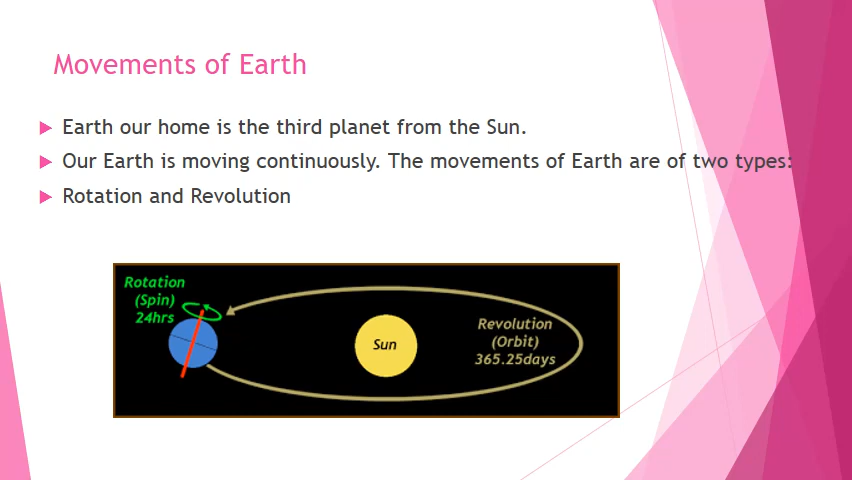 Movements of Earth
Earth our home is the third planet from the Sun.
Our Earth is moving continuously. The movements of Earth are of two types:
Rotation and Revolution
Rotation
(Spin)
24hrs
Sun
Revolution
(Orbit)
365.25days